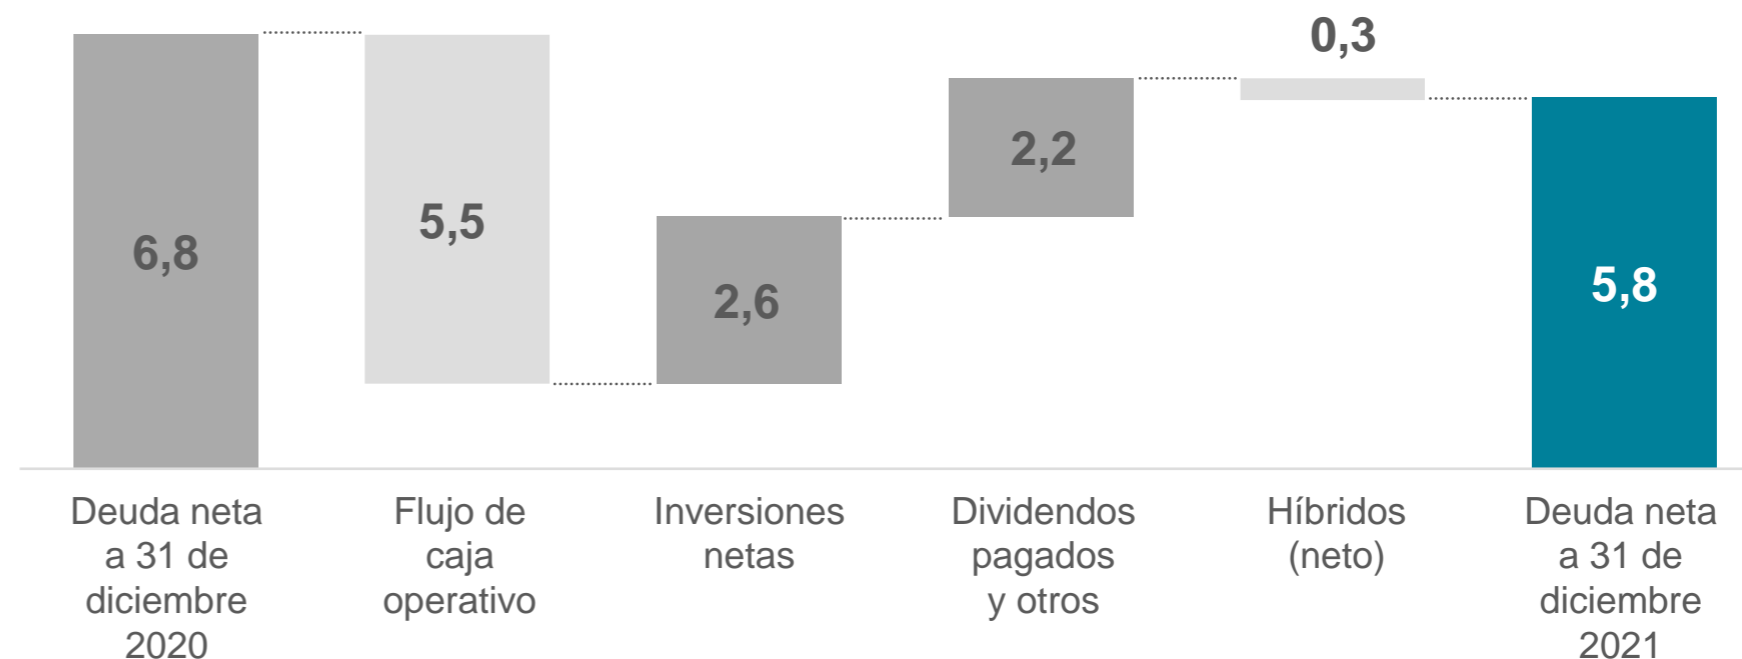 0,3
2,2
5,5
6,8
5,8
2,6
Deuda neta
a 31 de
diciembre
2020
Flujo de
caja
operativo
Inversiones
netas
Dividendos
pagados
y otros
Híbridos
(neto)
Deuda neta
a 31 de
diciembre
2021